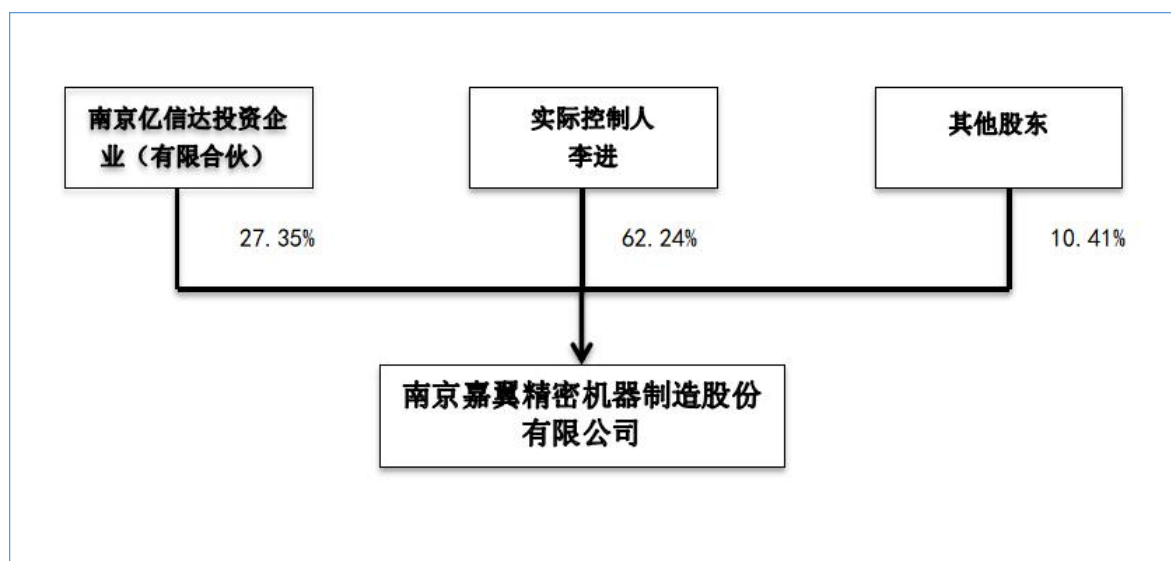 南京亿信达投资企
业（有限合伙）
实际控制人
李进
其他股东
27.35%
62.24%
10.41%
南京嘉翼精密机器制造股份
有限公司